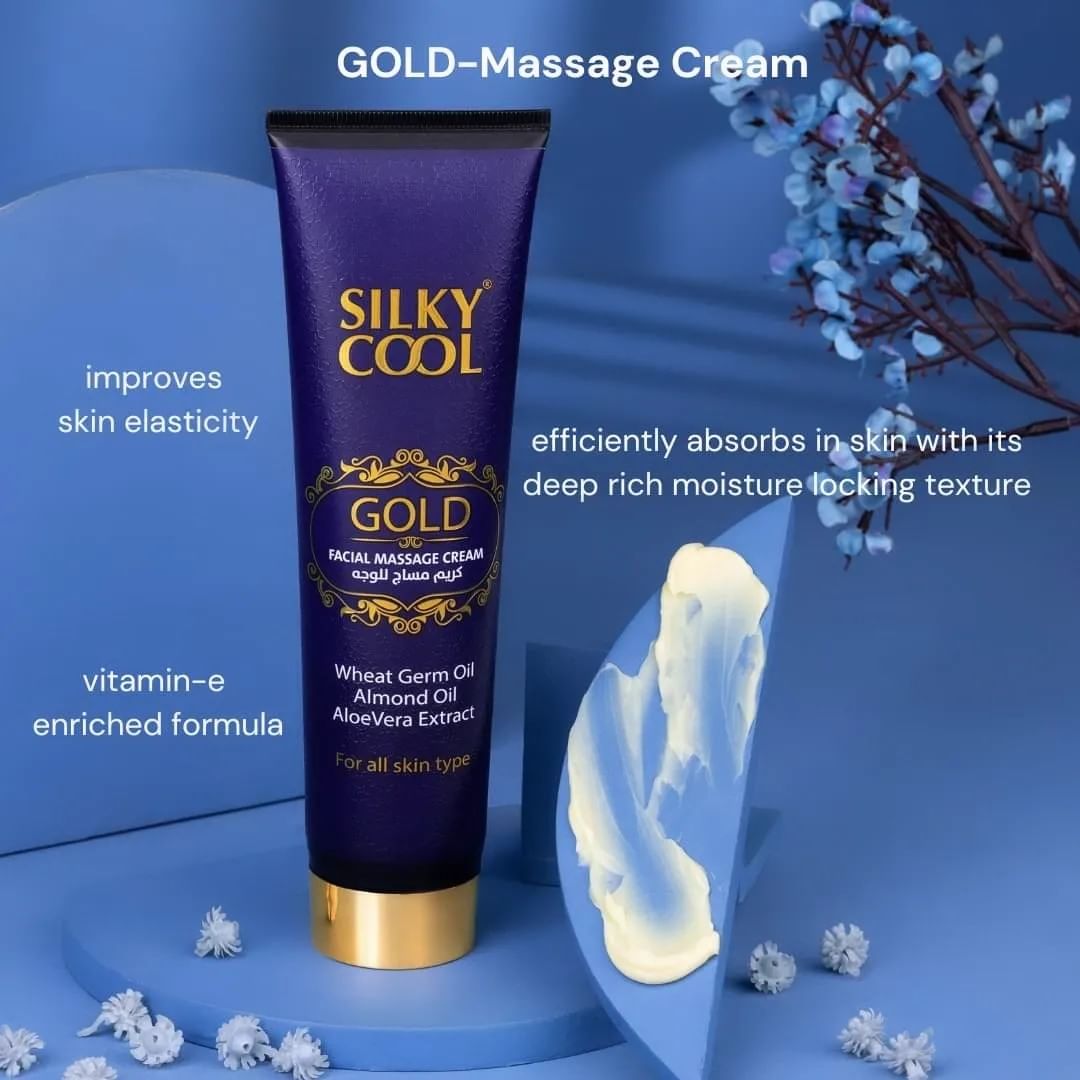 GOLD-Massage Cream
SILKY®
COOL
improves
skin elasticity
efficiently absorbs in skin with its
deep rich moisture locking texture
GOLD
FACIAL MASSAGE CREAM
كريم مساج للوجه
vitamin-e
enriched formula
Wheat Germ Oil
Almond Oil
AloeVera Extract
For all skin type